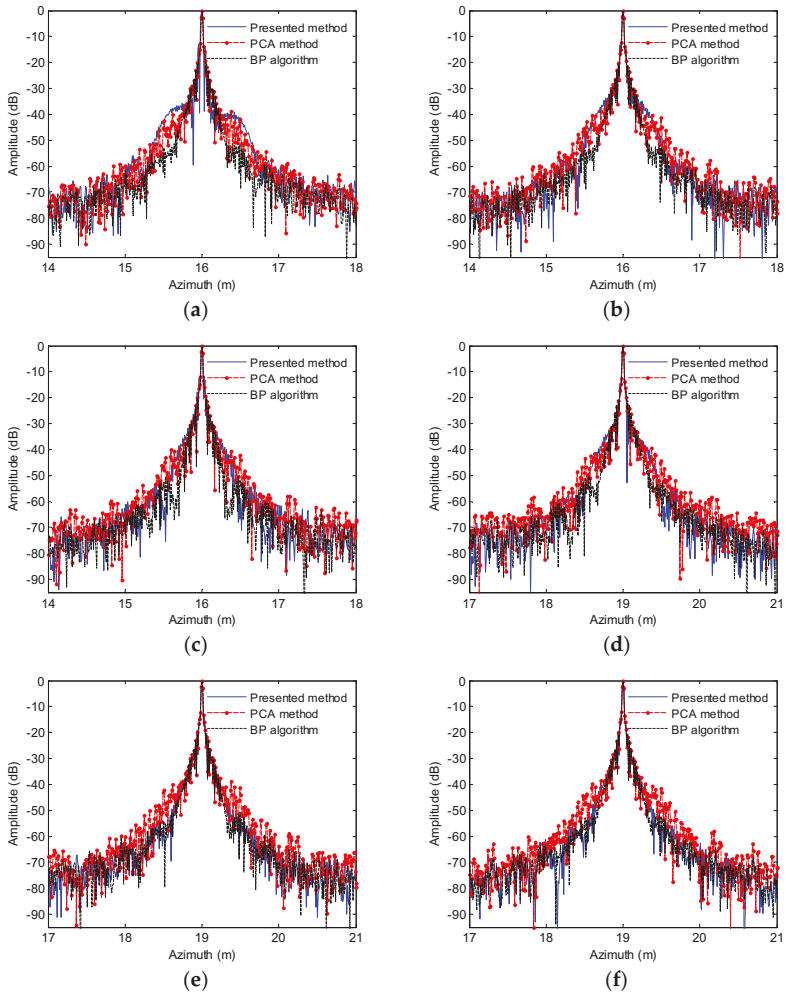 0
-10
-20
-30
-40
-50
-60
-70
-80
-90
Amplitude (dB)
Presented method
PCA method
BP algorithm
14 15 16 17 18
Azimuth (m)
(a)
0
-10
-20
-30
-40
-50
-60
-70
-80
-90
Amplitude (dB)
Presented method
PCA method
BP algorithm
14 15 16 17 18
Azimuth (m)
(b)
0
-10
-20
-30
-40
-50
-60
-70
-80
-90
Amplitude (dB)
Presented method
PCA method
BP algorithm
14 15 16 17 18
Azimuth (m)
(c)
0
-10
-20
-30
-40
-50
-60
-70
-80
-90
Amplitude (dB)
Presented method
PCA method
BP algorithm
17 18 19 20 21
Azimuth (m)
(d)
0
-10
-20
-30
-40
-50
-60
-70
-80
-90
Amplitude (dB)
Presented method
PCA method
BP algorithm
17 18 19 20 21
Azimuth (m)
(e)
0
-10
-20
-30
-40
-50
-60
-70
-80
-90
Amplitude (dB)
Presented method
PCA method
BP algorithm
17 18 19 20 21
Azimuth (m)
(f)